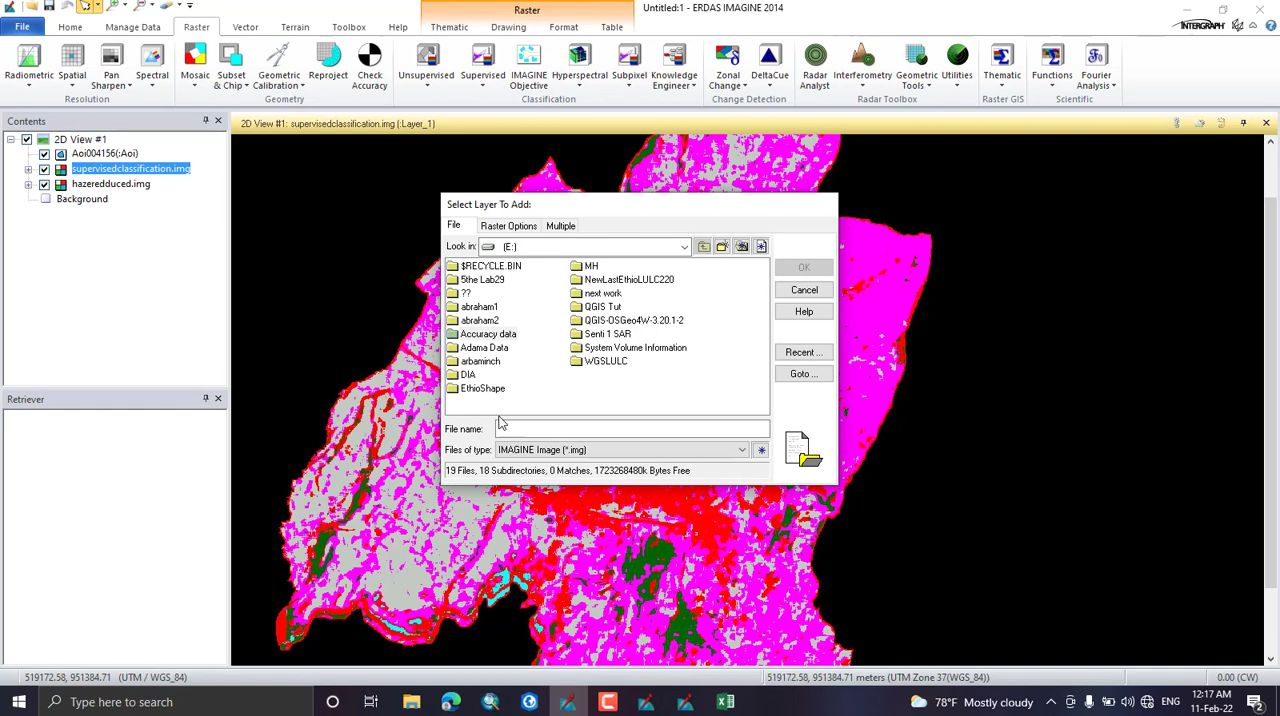 Raster
Untitled:1 - ERDAS IMAGINE 2014
File Home Manage Data Raster Vector Terrain Toolbox Help Thematic Drawing Format Table
INTERGRAPH
Radiometric Spatial Pan Sharpen Spectral Mosaic Subset & Chip Geometric Calibration Reproject Check Accuracy Unsupervised Supervised IMAGINE Objective Hyperspectral Subpixel Knowledge Engineer Zonal Change DeltaCue Radar Analyst Interferometry Geometric Tools Utilities Thematic Functions Fourier Analysis
Resolution Geometry Classification Change Detection Radar Toolbox Raster GIS Scientific
Contents
2D View #1: supervisedclassification.img (:Layer_1)
2D View #1
Aoi004156(:Aoi)
supervisedclassification.img
hazeredduced.img
Background
Retriever
Select Layer To Add:
File Raster Options Multiple
Look in: (E:)
$RECYCLE.BIN
5the Lab29
??
abraham1
abraham2
Accuracy data
Adama Data
arbaminch
DIA
EthioShape
MH
NewLastEthioLULC220
next work
QGIS Tut
QGIS-OSGeo4W-3.20.1-2
Senti 1 SAR
System Volume Information
WGSLULC
OK
Cancel
Help
Recent ...
Goto ...
File name:
Files of type: IMAGINE Image (*.img)
19 Files, 18 Subdirectories, 0 Matches, 1723268480k Bytes Free
519172.58, 951384.71 (UTM / WGS_84)
519172.58, 951384.71 meters (UTM Zone 37(WGS_84))
0.00 (CW)
Type here to search
78°F Mostly cloudy
ENG
12:17 AM
11-Feb-22
2